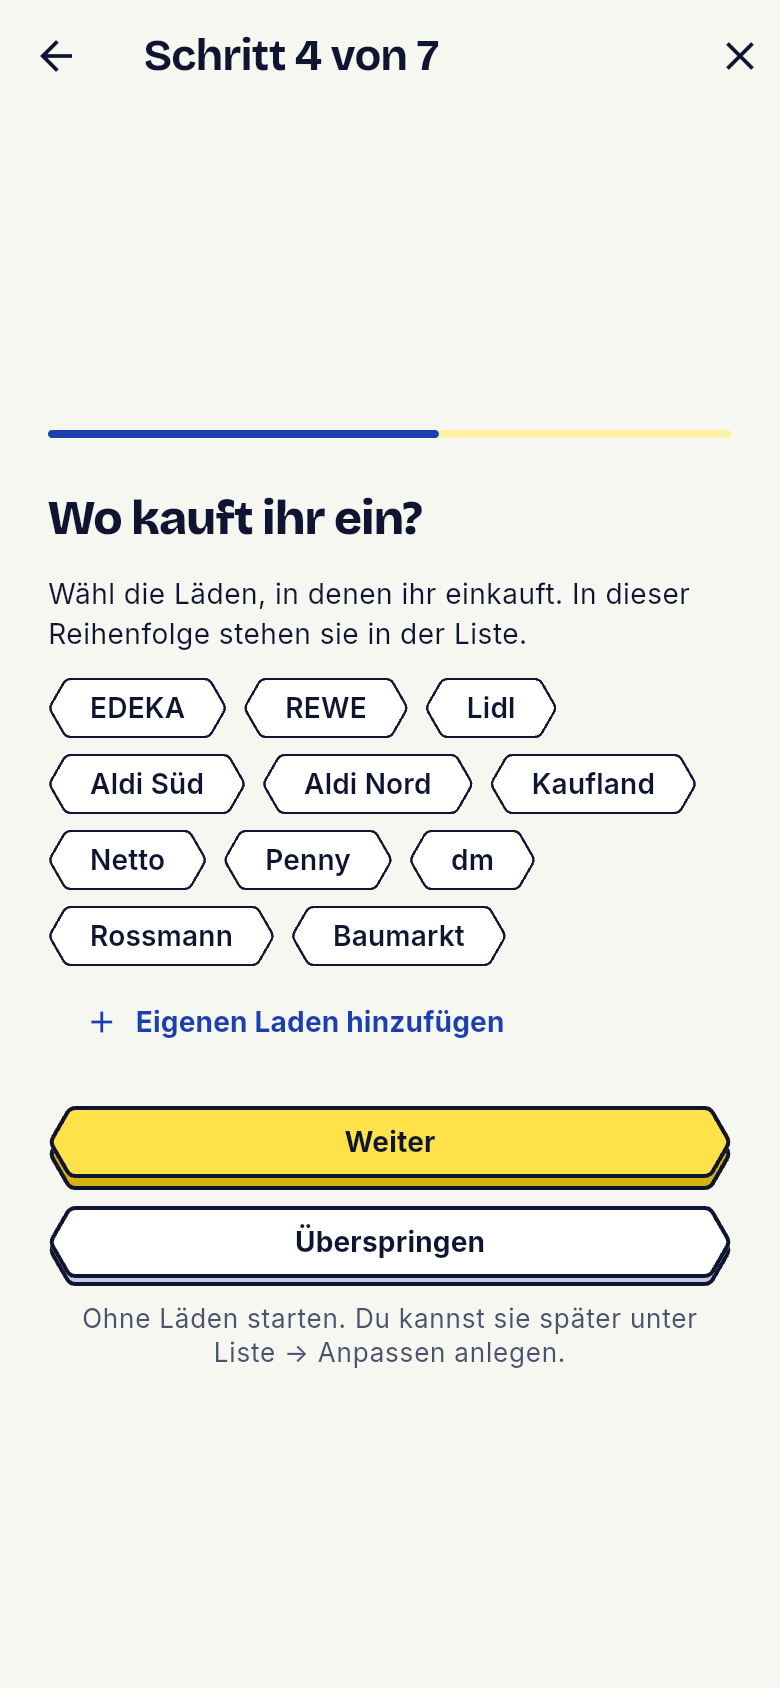 Schritt 4 von 7
Wo kauft ihr ein?
Wähl die Läden, in denen ihr einkauft. In dieser
Reihenfolge stehen sie in der Liste.
EDEKA REWE Lidl
Aldi Süd Aldi Nord Kaufland
Netto Penny dm
Rossmann Baumarkt
+ Eigenen Laden hinzufügen
Weiter
Überspringen
Ohne Läden starten. Du kannst sie später unter
Liste → Anpassen anlegen.